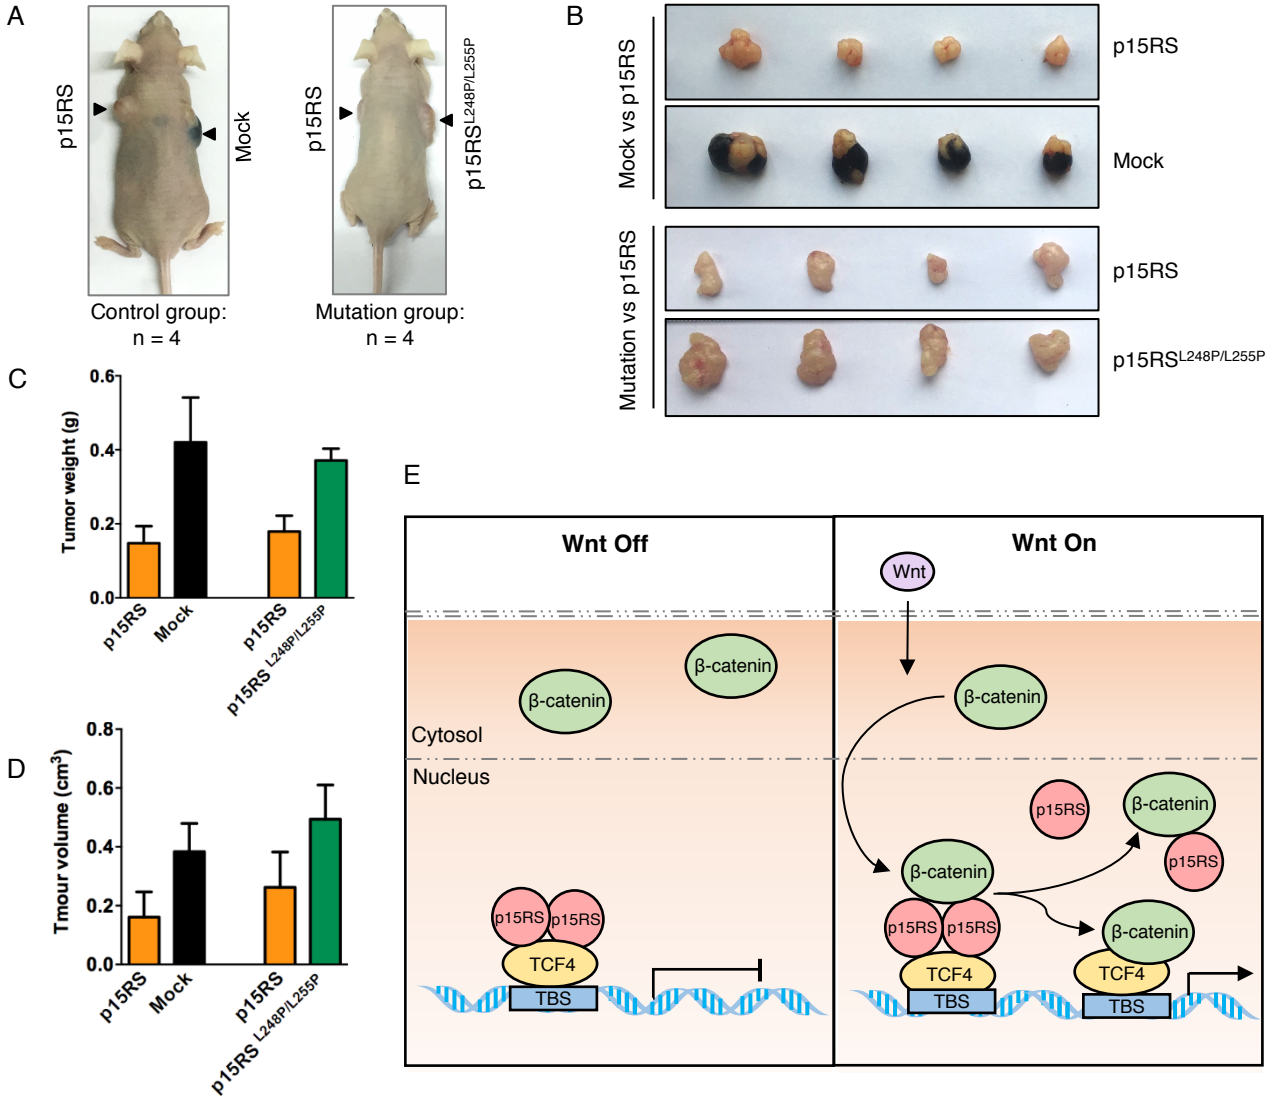 A
p15RS
Mock
Control group:
n = 4
p15RS
p15RSL248P/L255P
Mutation group:
n = 4
B
Mock vs p15RS
p15RS
Mock
Mutation vs p15RS
p15RS
p15RSL248P/L255P
C
Tumor weight (g)
0.6
0.4
0.2
0.0
p15RS
Mock
p15RS
p15RS L248P/L255P
D
Tmour volume (cm3)
0.8
0.6
0.4
0.2
0.0
p15RS
Mock
p15RS
p15RS L248P/L255P
E
Wnt Off
β-catenin
β-catenin
Cytosol
Nucleus
p15RS
p15RS
TCF4
TBS
Wnt On
Wnt
β-catenin
p15RS
β-catenin
p15RS
β-catenin
p15RS
p15RS
TCF4
TBS
β-catenin
TCF4
TBS